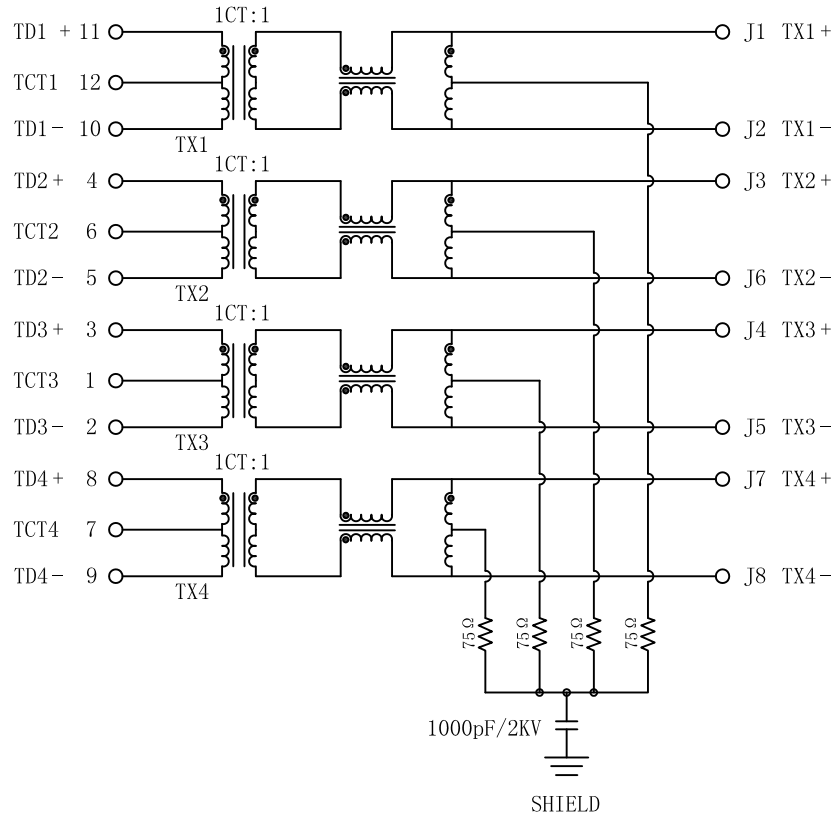 1CT:1
TD1 + 11 J1 TX1+
TCT1 12
TD1- 10 J2 TX1-
TX1
1CT:1
TD2+ 4 J3 TX2+
TCT2 6
TD2- 5 J6 TX2-
TX2
1CT:1
TD3+ 3 J4 TX3+
TCT3 1
TD3- 2 J5 TX3-
TX3
1CT:1
TD4+ 8 J7 TX4+
TCT4 7
TD4- 9 J8 TX4-
TX4
75Ω 75Ω 75Ω 75Ω
1000pF/2KV
SHIELD